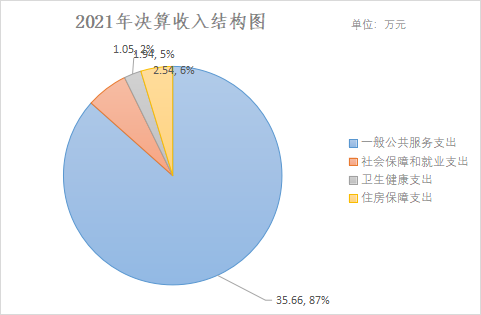 2021年决算收入结构图
单位：万元
1.05, 2%
1.94, 5%
2.54, 6%
一般公共服务支出
社会保障和就业支出
卫生健康支出
住房保障支出
35.66, 87%